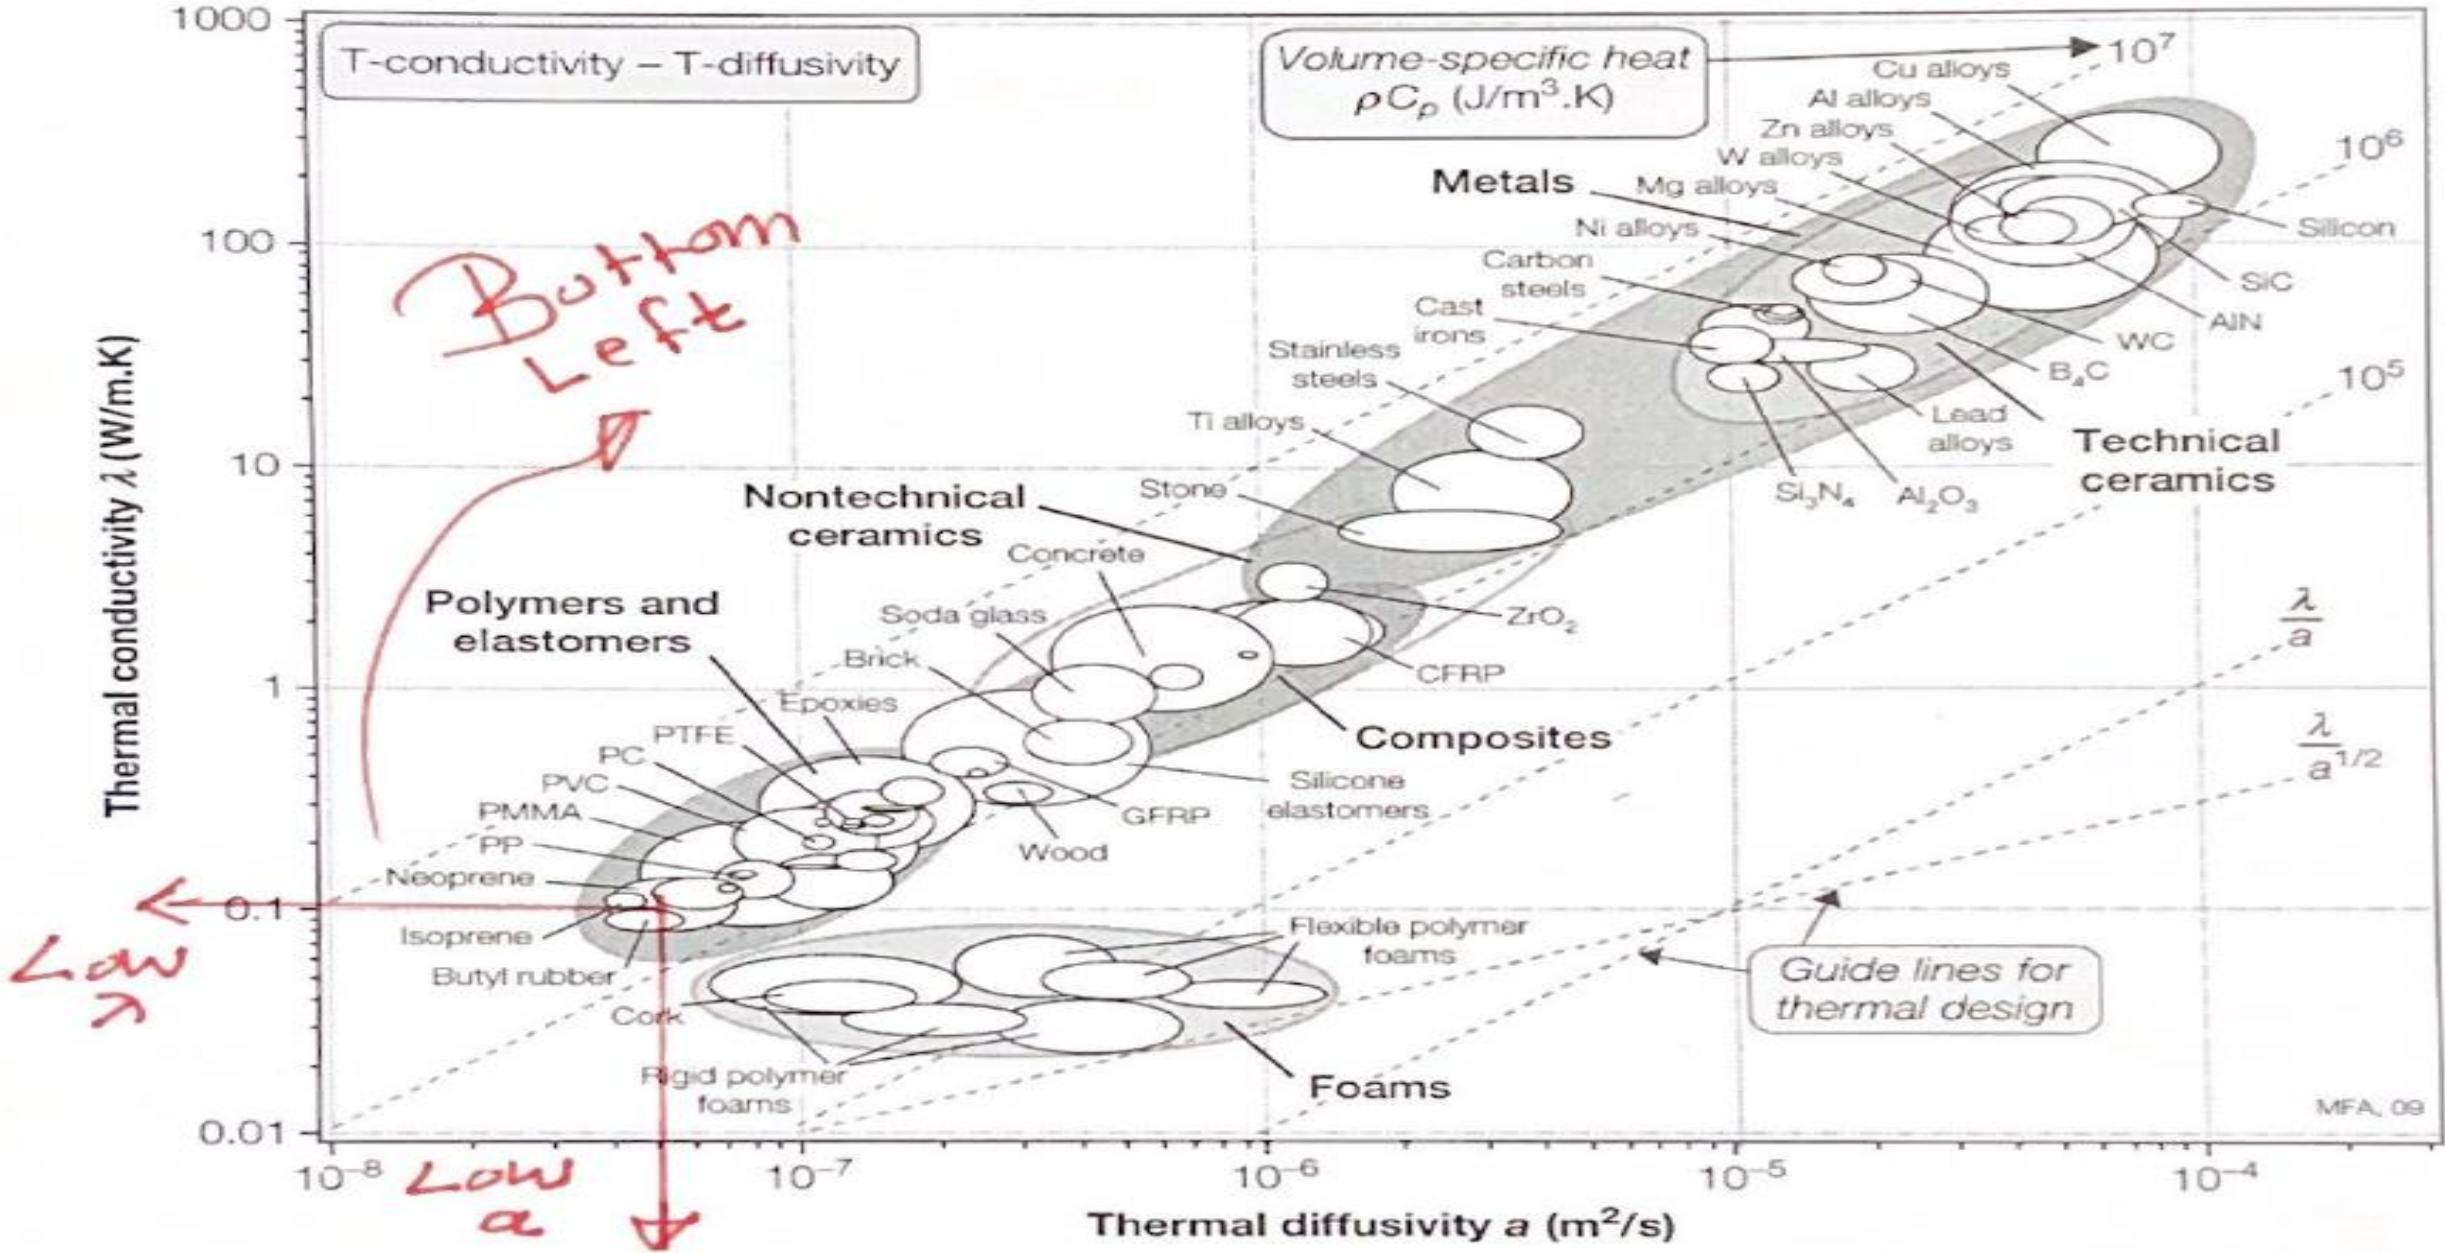 1000
T-conductivity – T-diffusivity
Volume-specific heat
ρCp (J/m³.K)
10⁷
Cu alloys
Al alloys
Zn alloys
W alloys
10⁶
Metals
Mg alloys
Ni alloys
Silicon
100
Bottom
Left
Carbon
steels
SiC
Cast
irons
AlN
WC
Stainless
steels
B₄C
10⁵
Ti alloys
Lead
alloys
Technical
ceramics
10
Stone
Si₃N₄
Al₂O₃
Nontechnical
ceramics
Concrete
Thermal conductivity λ (W/m.K)
Polymers and
elastomers
Soda glass
ZrO₂
λ
a
Brick
CFRP
1
Epoxies
PTFE
Composites
λ
a^1/2
PC
PVC
Silicone
elastomers
PMMA
GFRP
PP
Wood
Neoprene
0.1
Isoprene
Flexible polymer
foams
Low
λ
Butyl rubber
Guide lines for
thermal design
Cork
Rigid polymer
foams
Foams
MFA, 09
0.01
10⁻⁸
10⁻⁷
10⁻⁶
10⁻⁵
10⁻⁴
Low
a
Thermal diffusivity a (m²/s)